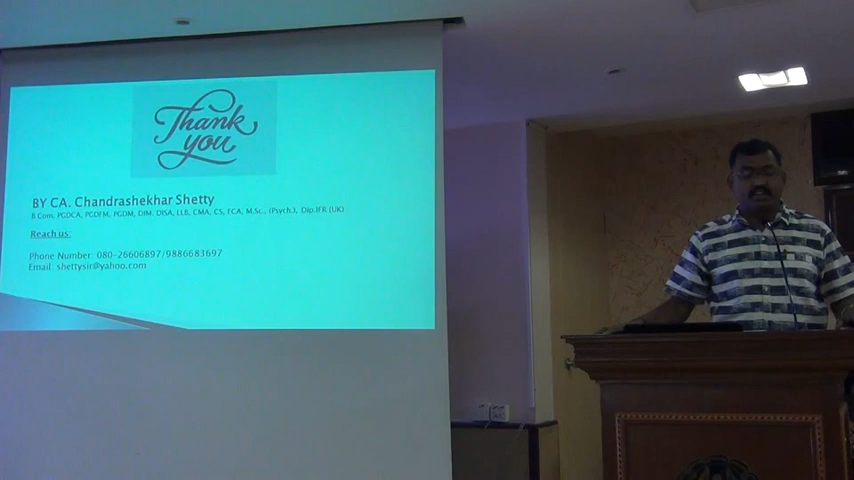 Thank
you
BY CA. Chandrashekhar Shetty
B Com, PGDCA, PGDFM, PGDM, DIM, DISA, LLB, CMA, CS, FCA, M.Sc., (Psych.), Dip.IFR (UK)
Reach us:
Phone Number: 080-26606897/9886683697
Email: shettysir@yahoo.com